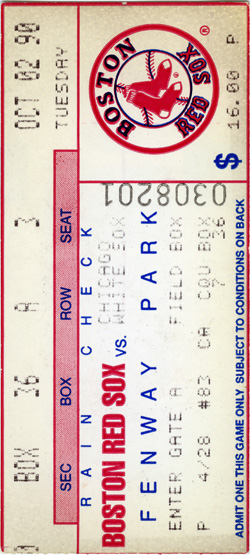 OCT 02 90
TUESDAY
BOSTON RED SOX
$ 16.00 P
0308201
BOX 36 A 3
SEC BOX ROW SEAT
RAIN CHECK
CHICAGO
WHITE SOX
BOSTON RED SOX VS.
FENWAY PARK
36
ENTER GATE A FIELD BOX 7
P 4/28 #83 CA
ADMIT ONE THIS GAME ONLY SUBJECT TO CONDITIONS ON BACK